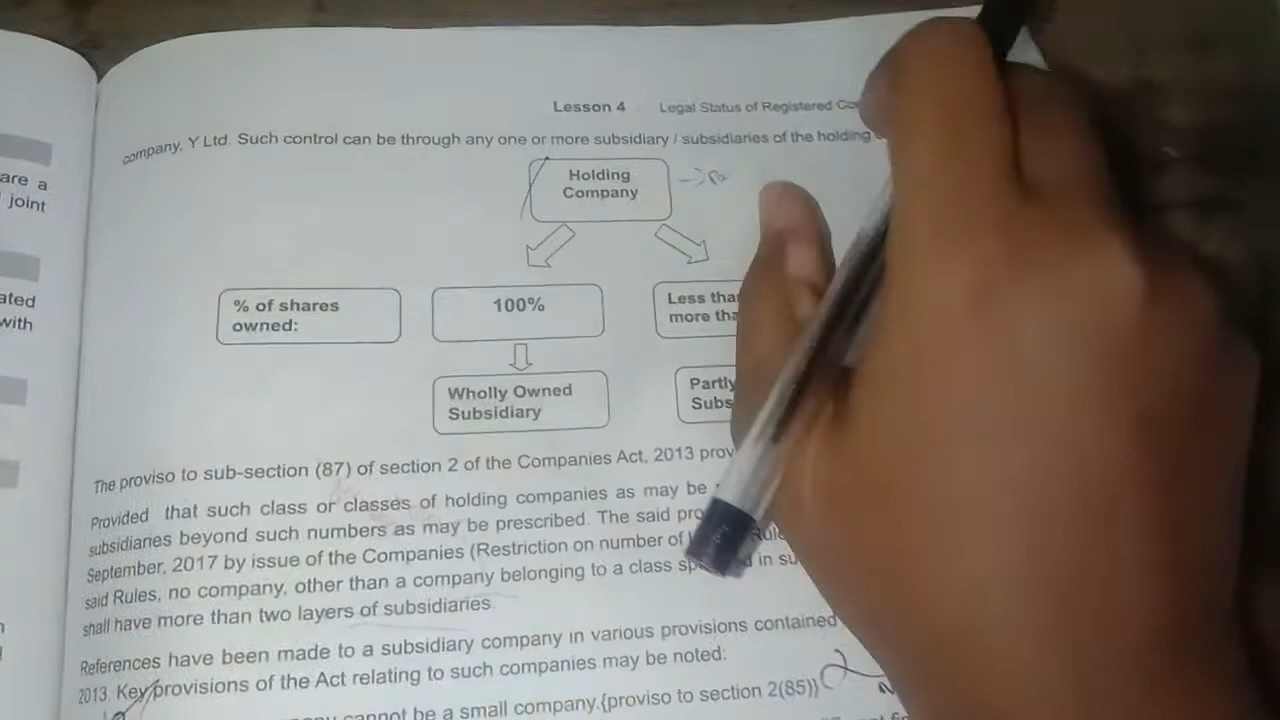 are a
joint
ated
with
Lesson 4 Legal Status of Registered
company, Y Ltd. Such control can be through any one or more subsidiary / subsidiaries of the holding
Holding
Company
% of shares
owned:
100%
Less
more
Wholly Owned
Subsidiary
Partly
The proviso to sub-section (87) of section 2 of the Companies Act, 2013
Provided that such class or classes of holding companies as may be
subsidiaries beyond such numbers as may be prescribed. The said
September, 2017 by issue of the Companies (Restriction on number of
said Rules, no company, other than a company belonging to a class in
shall have more than two layers of subsidiaries.
References have been made to a subsidiary company in various provisions contained
2013. Key provisions of the Act relating to such companies may be noted:
cannot be a small company.{proviso to section 2(85)}